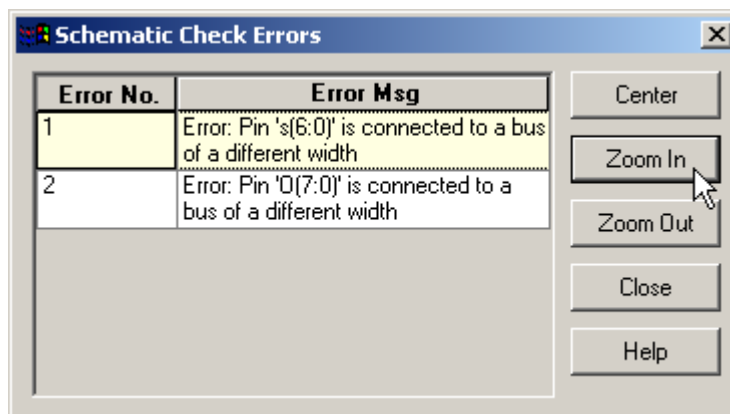 Schematic Check Errors
Error No. Error Msg
1 Error: Pin 's(6:0)' is connected to a bus
of a different width
2 Error: Pin 'O(7:0)' is connected to a
bus of a different width
Center
Zoom In
Zoom Out
Close
Help